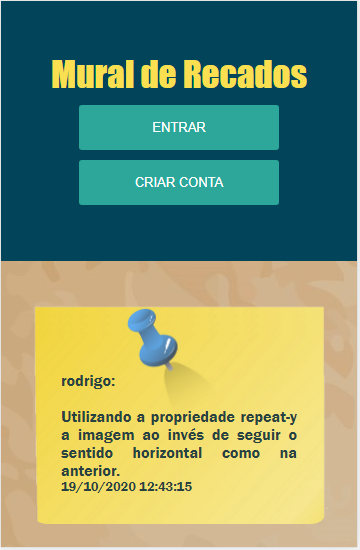 Mural de Recados
ENTRAR
CRIAR CONTA
rodrigo:
Utilizando a propriedade repeat-y
a imagem ao invés de seguir o
sentido horizontal como na
anterior.
19/10/2020 12:43:15